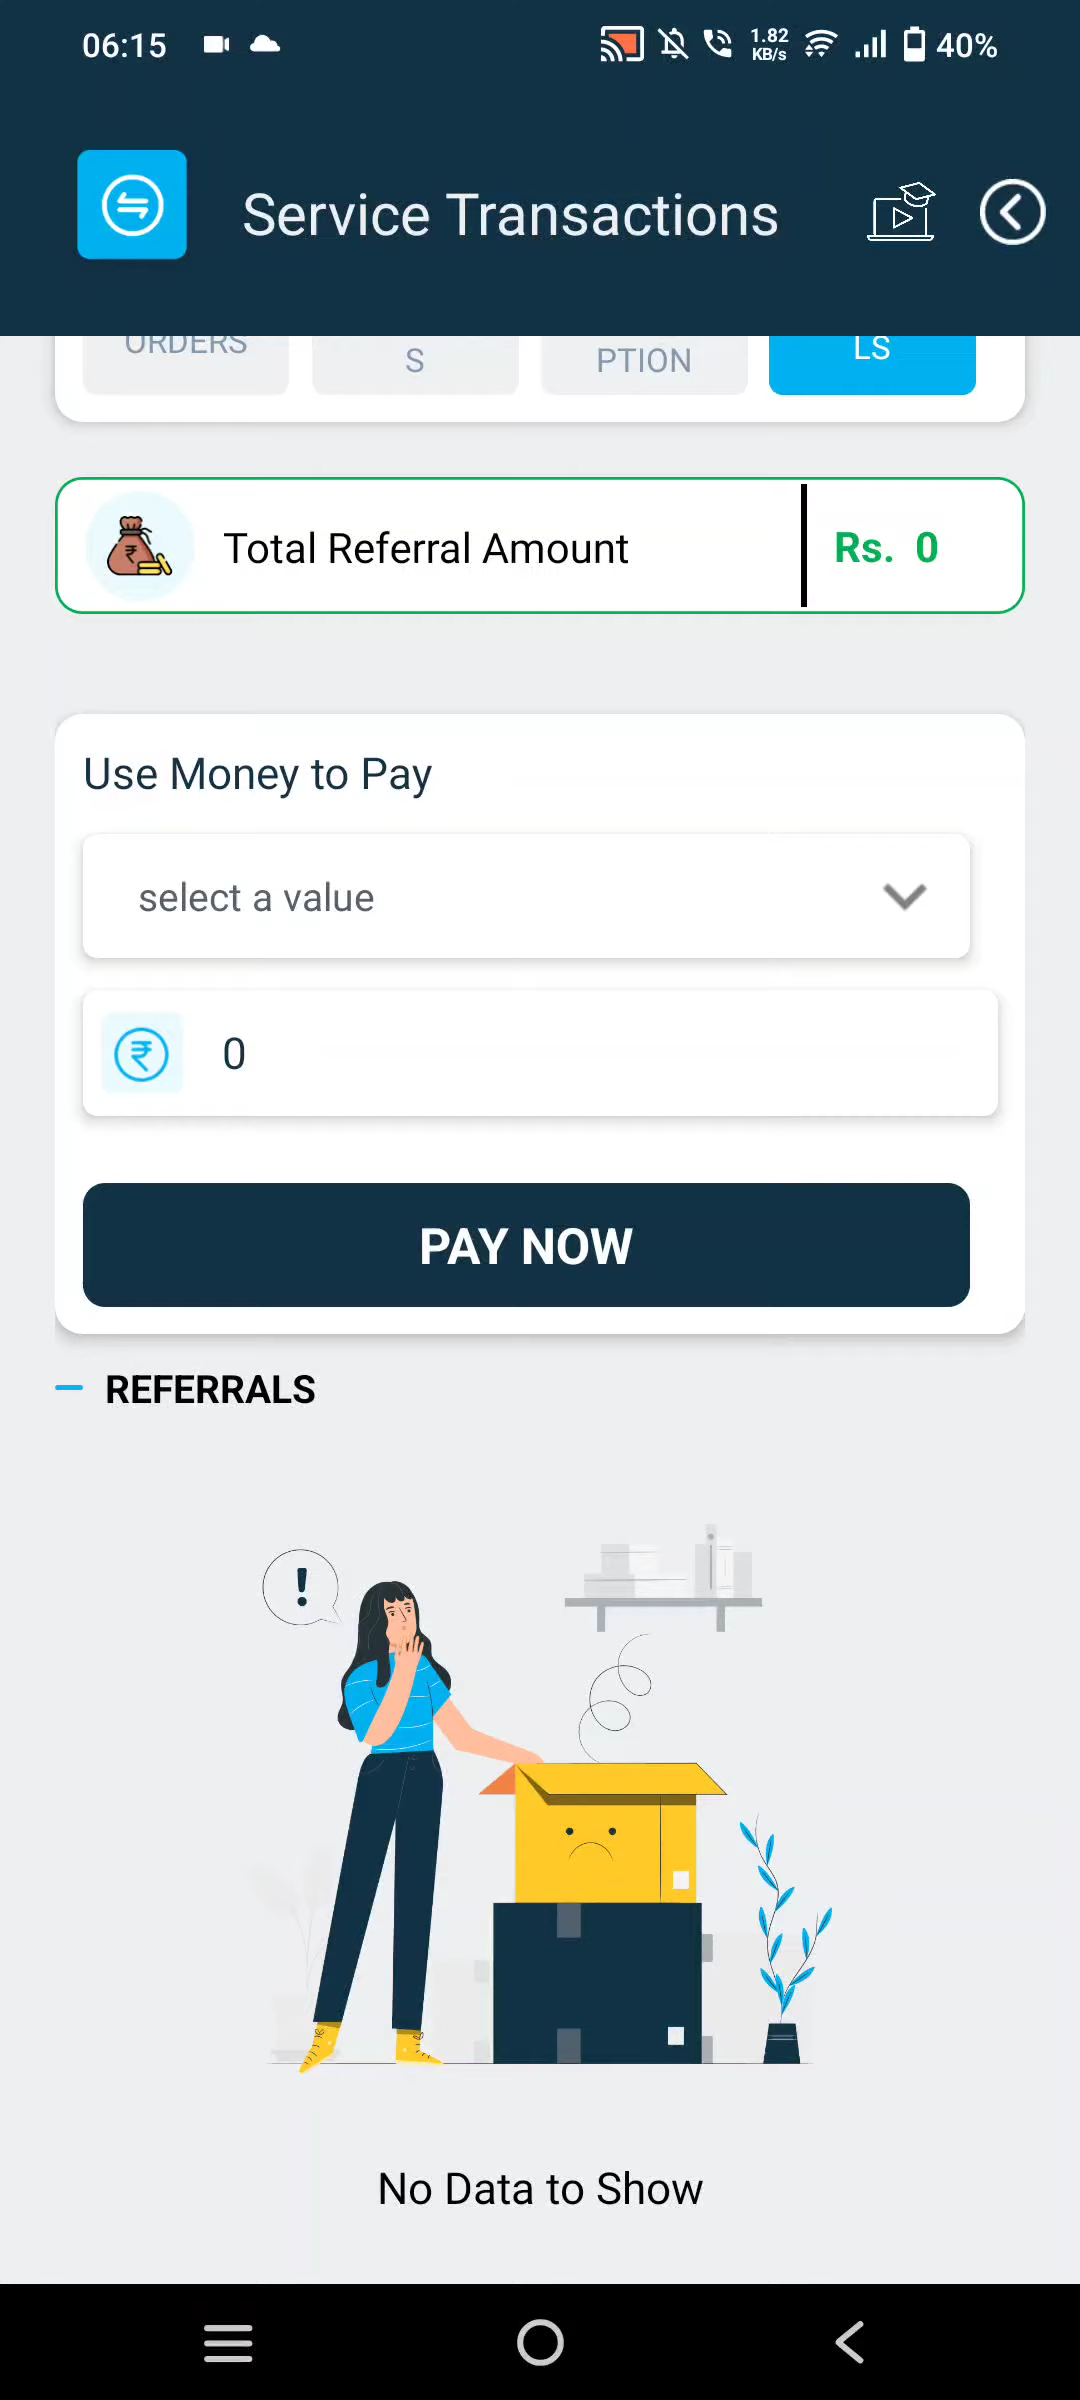 06:15
1.82
KB/s
40%
Service Transactions
ORDERS
S
PTION
LS
Total Referral Amount
Rs. 0
Use Money to Pay
select a value
0
PAY NOW
REFERRALS
!
No Data to Show